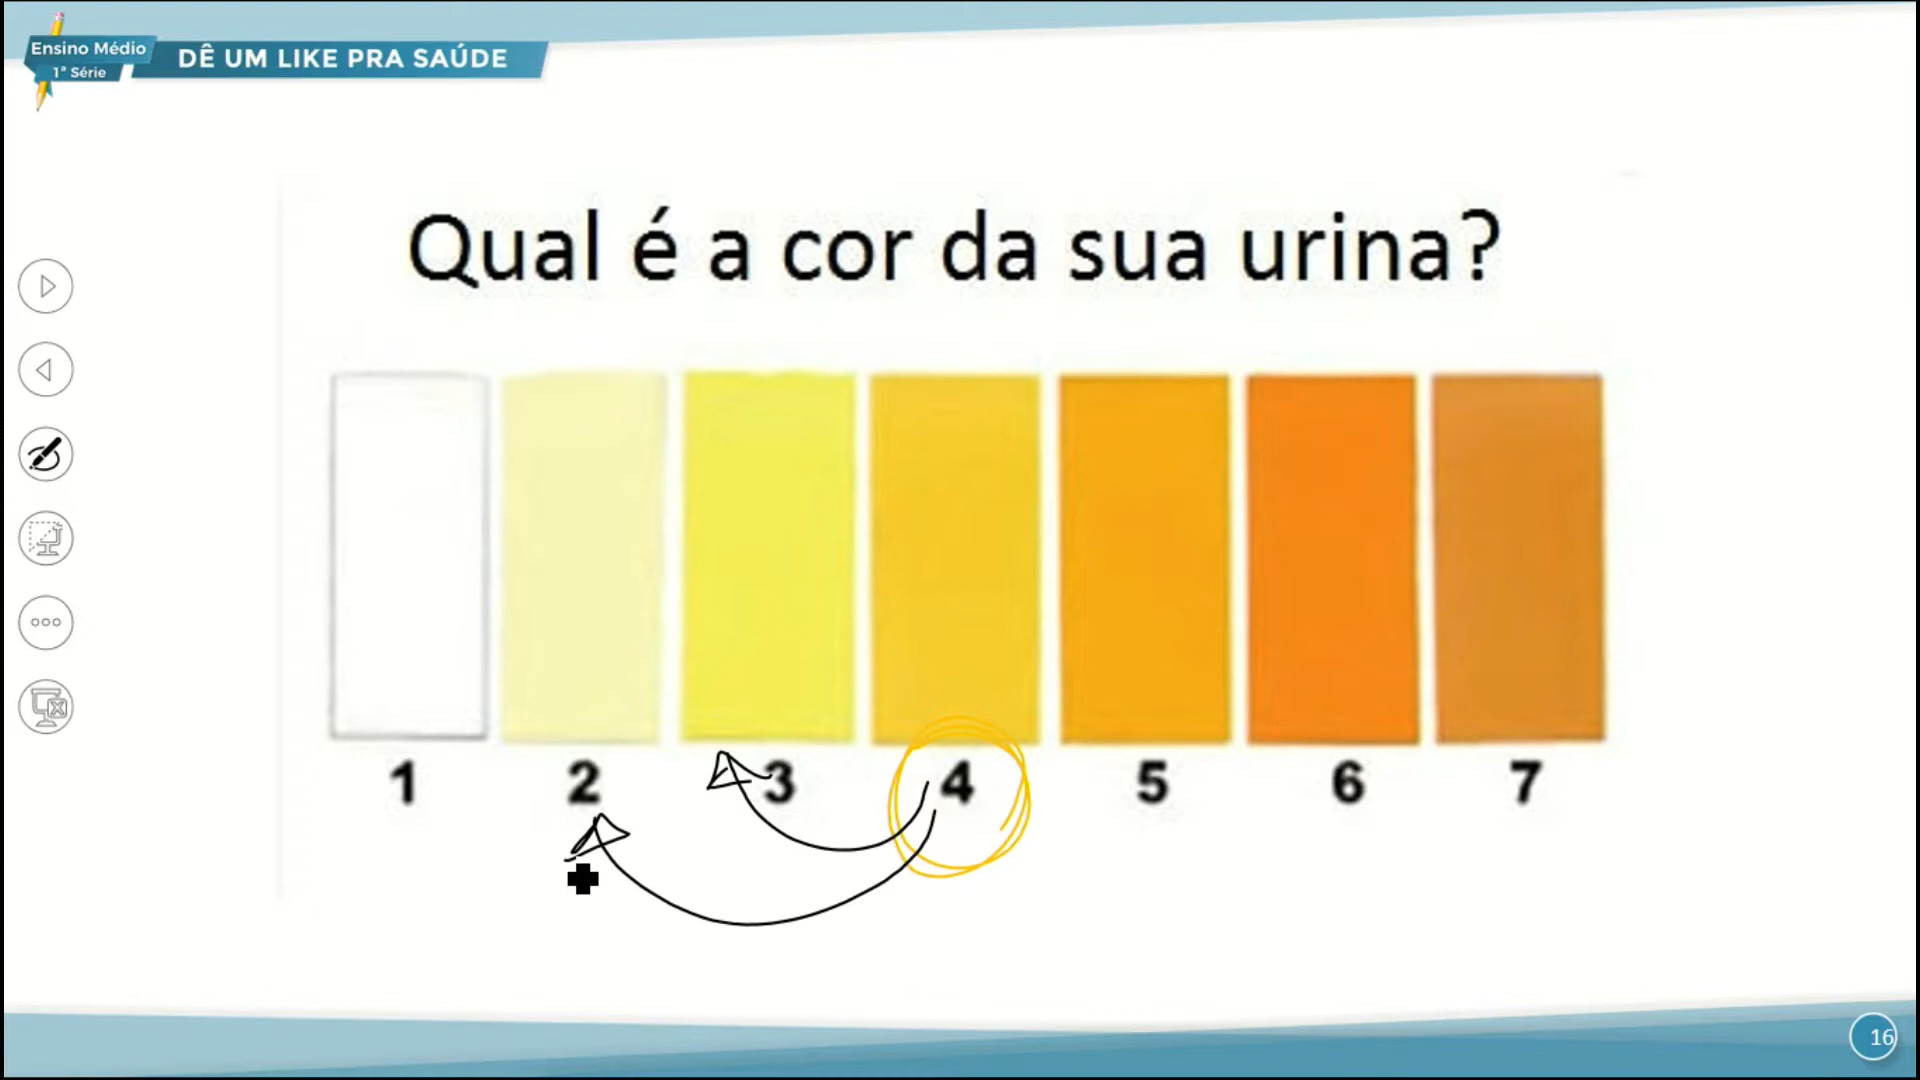 Ensino Médio
1ª Série
DÊ UM LIKE PRA SAÚDE
Qual é a cor da sua urina?
1 2 3 4 5 6 7
16